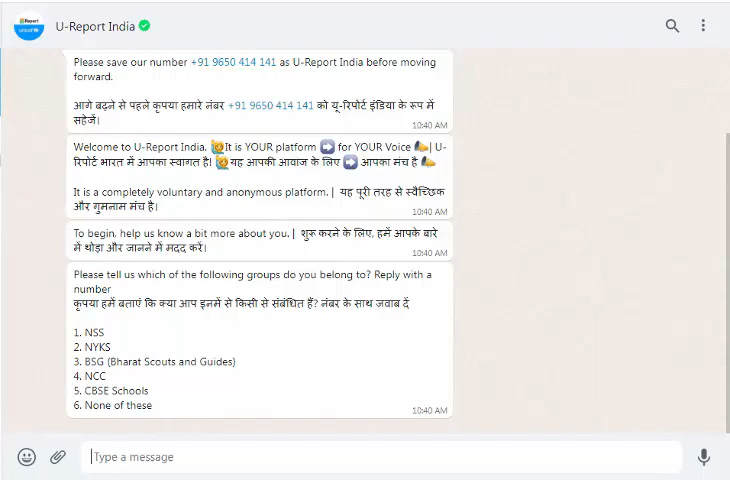 Report
unicef
U-Report India
Please save our number +91 9650 414 141 as U-Report India before moving
forward.
आगे बढ़ने से पहले कृपया हमारे नंबर +91 9650 414 141 को यू-रिपोर्ट इंडिया के रूप में
सहेजें।
10:40 AM
Welcome to U-Report India. 🙋It is YOUR platform ➡️ for YOUR Voice 📣| U-
रिपोर्ट भारत में आपका स्वागत है! 🙋यह आपकी आवाज के लिए ➡️ आपका मंच है 📣
It is a completely voluntary and anonymous platform. | यह पूरी तरह से स्वैच्छिक
और गुमनाम मंच है।
10:40 AM
To begin, help us know a bit more about you. | शुरू करने के लिए, हमें आपके बारे
में थोड़ा और जानने में मदद करें।
10:40 AM
Please tell us which of the following groups do you belong to? Reply with a
number
कृपया हमें बताएं कि क्या आप इनमें से किसी से संबंधित हैं? नंबर के साथ जवाब दें
1. NSS
2. NYKS
3. BSG (Bharat Scouts and Guides)
4. NCC
5. CBSE Schools
6. None of these
10:40 AM
Type a message